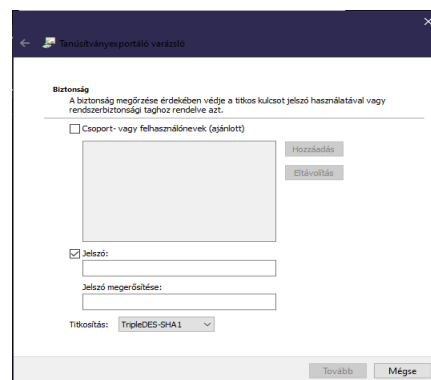 Tanúsítványexportáló varázsló
Biztonság
A biztonság megőrzése érdekében védje a titkos kulcsot jelszó használatával vagy
rendszerbiztonsági taghoz rendelve azt.
Csoport- vagy felhasználónevek (ajánlott)
Hozzáadás
Eltávolítás
Jelszó:
Jelszó megerősítése:
Titkosítás: TripleDES-SHA1
Tovább Mégse